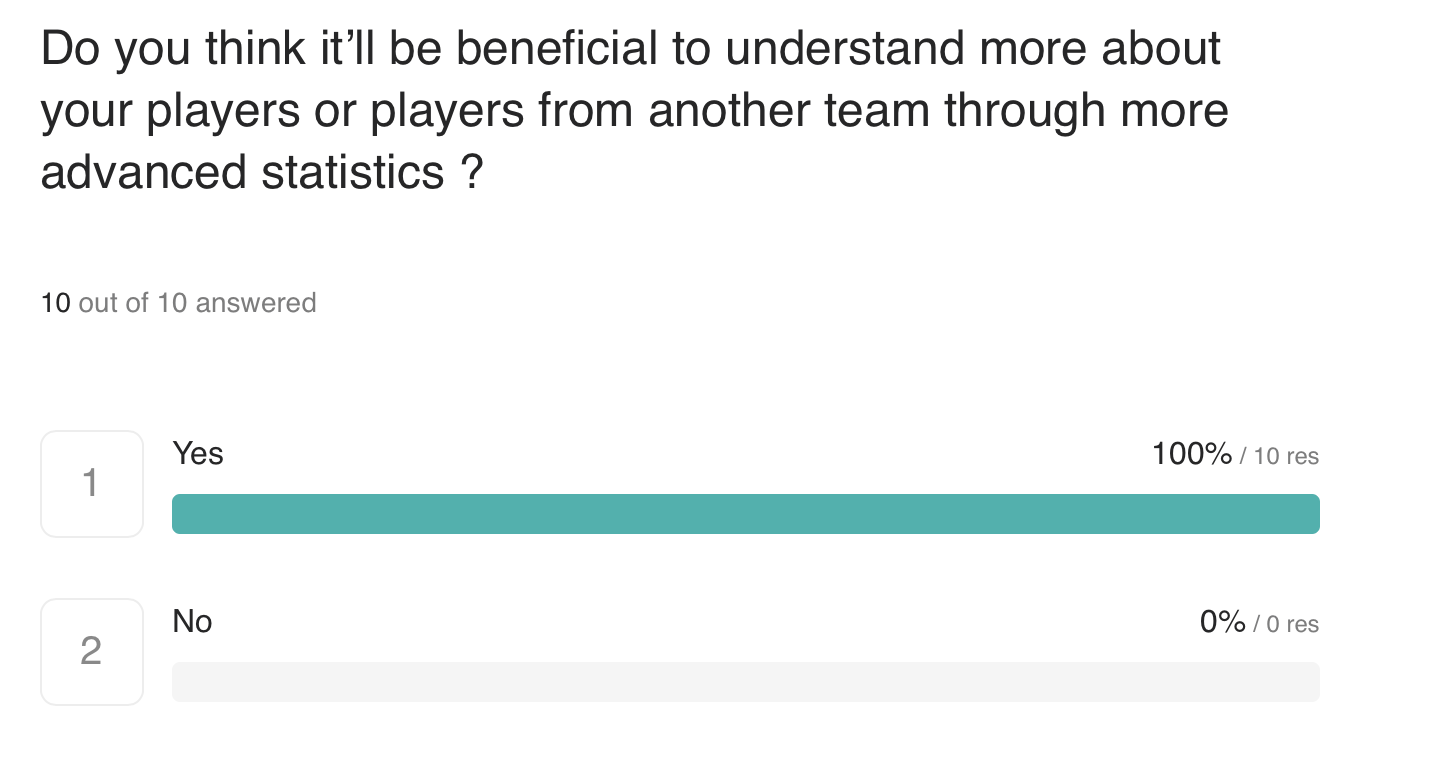 Do you think it’ll be beneficial to understand more about
your players or players from another team through more
advanced statistics ?
10 out of 10 answered
1
Yes
100% / 10 res
2
No
0% / 0 res